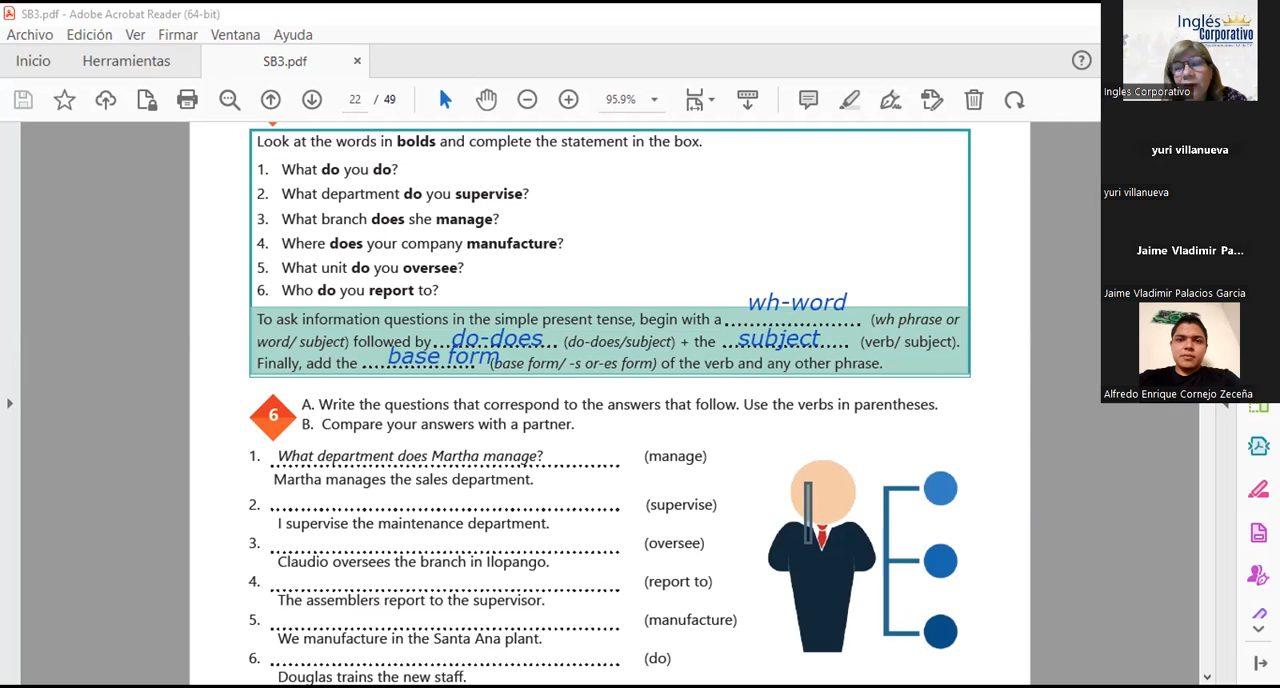 SB3.pdf - Adobe Acrobat Reader (64-bit)
Archivo Edición Ver Firmar Ventana Ayuda
Inicio Herramientas SB3.pdf ×
22 / 49 95.9%
Look at the words in bolds and complete the statement in the box.
1. What do you do?
2. What department do you supervise?
3. What branch does she manage?
4. Where does your company manufacture?
5. What unit do you oversee?
6. Who do you report to?
To ask information questions in the simple present tense, begin with a wh-word (wh phrase or
word/ subject) followed by do-does (do-does/subject) + the subject (verb/ subject).
Finally, add the base form (base form/ -s or-es form) of the verb and any other phrase.
6 A. Write the questions that correspond to the answers that follow. Use the verbs in parentheses.
B. Compare your answers with a partner.
1. What department does Martha manage? (manage)
Martha manages the sales department.
2. (supervise)
I supervise the maintenance department.
3. (oversee)
Claudio oversees the branch in Ilopango.
4. (report to)
The assemblers report to the supervisor.
5. (manufacture)
We manufacture in the Santa Ana plant.
6. (do)
Douglas trains the new staff.
Inglés
Corporativo
Ingles Corporativo
yuri villanueva
yuri villanueva
Jaime Vladimir Pa...
Jaime Vladimir Palacios Garcia
Alfredo Enrique Cornejo Zeceña